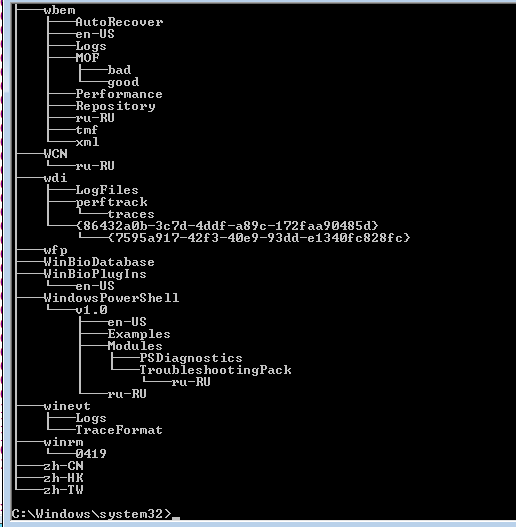 ├───wbem
│   ├───AutoRecover
│   ├───en-US
│   ├───Logs
│   ├───MOF
│   │   ├───bad
│   │   └───good
│   ├───Performance
│   ├───Repository
│   ├───ru-RU
│   ├───tmf
│   └───xml
├───WCN
│   └───ru-RU
├───wdi
│   ├───LogFiles
│   ├───perftrack
│   │   └───traces
│   └───{86432a0b-3c7d-4ddf-a89c-172faa90485d}
│       └───{7595a917-42f3-40e9-93dd-e1340fc828fc}
├───wfp
├───WinBioDatabase
├───WinBioPlugIns
│   └───en-US
├───WindowsPowerShell
│   └───v1.0
│       ├───en-US
│       ├───Examples
│       ├───Modules
│       │   ├───PSDiagnostics
│       │   └───TroubleshootingPack
│       │       └───ru-RU
│       └───ru-RU
├───winevt
│   ├───Logs
│   └───TraceFormat
├───winrm
│   └───0419
├───zh-CN
├───zh-HK
└───zh-TW
C:\Windows\system32>_